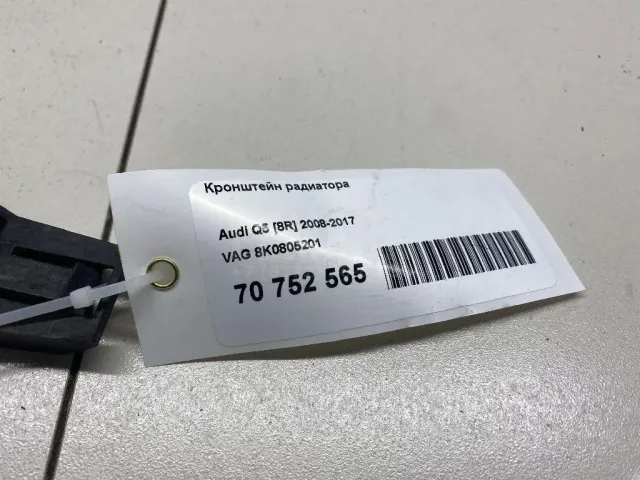 Кронштейн радиатора
Audi Q5 [8R] 2008-2017
VAG 8K0805201
70 752 565